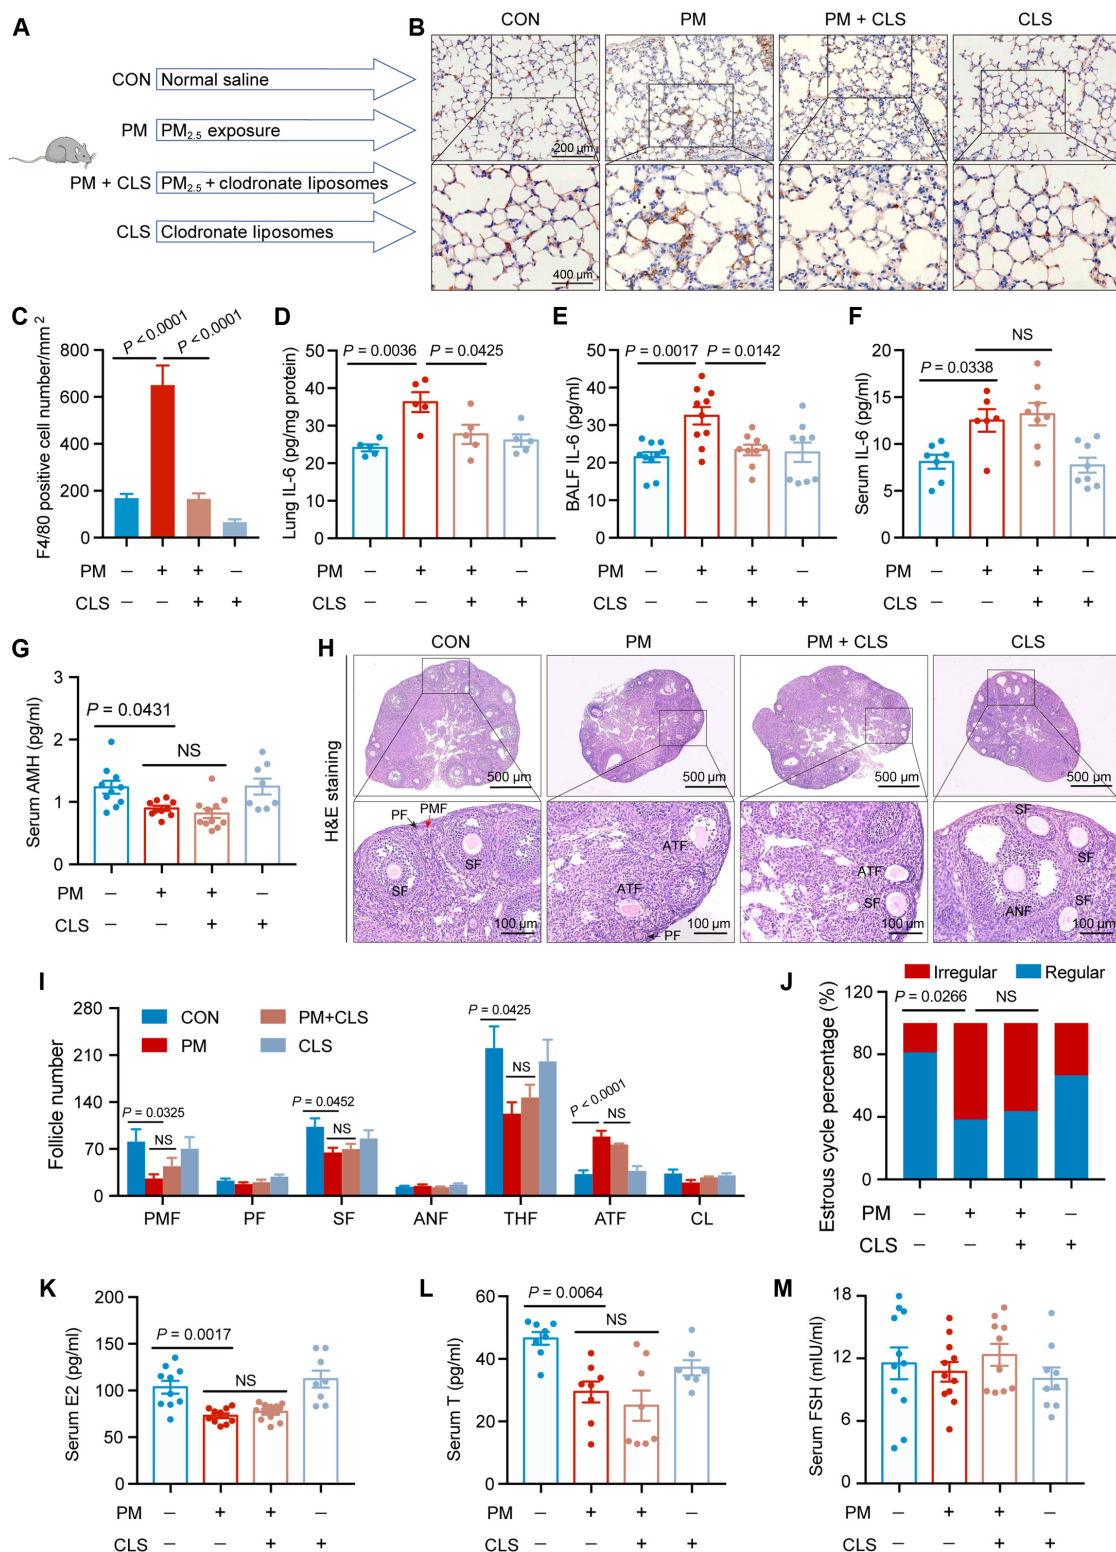 A
CON Normal saline
PM PM2.5 exposure
PM + CLS PM2.5 + clodronate liposomes
CLS Clodronate liposomes
B
CON PM PM + CLS CLS
200 μm
400 μm
C
P < 0.0001 P < 0.0001
F4/80 positive cell number/mm²
800
600
400
200
0
PM – + + –
CLS – – + +
D
P = 0.0036 P = 0.0425
Lung IL-6 (pg/mg protein)
50
40
30
20
10
0
PM – + + –
CLS – – + +
E
P = 0.0017 P = 0.0142
BALF IL-6 (pg/ml)
50
40
30
20
10
0
PM – + + –
CLS – – + +
F
NS
P = 0.0338
Serum IL-6 (pg/ml)
20
15
10
5
0
PM – + + –
CLS – – + +
G
P = 0.0431
NS
Serum AMH (pg/ml)
3
2
1
0
PM – + + –
CLS – – + +
H
CON PM PM + CLS CLS
H&E staining
500 μm 500 μm 500 μm 500 μm
PF PMF SF SF 100 μm
ATF ATF PF 100 μm
ATF SF 100 μm
SF SF ANF SF 100 μm
I
CON PM+CLS
PM CLS
Follicle number
280
210
140
70
0
P = 0.0325 NS
P = 0.0452 NS
P = 0.0425 NS
P < 0.0001 NS
PMF PF SF ANF THF ATF CL
J
Irregular Regular
P = 0.0266 NS
Estrous cycle percentage (%)
120
80
40
0
PM – + + –
CLS – – + +
K
P = 0.0017
NS
Serum E2 (pg/ml)
200
150
100
50
0
PM – + + –
CLS – – + +
L
P = 0.0064
NS
Serum T (pg/ml)
60
40
20
0
PM – + + –
CLS – – + +
M
Serum FSH (mIU/ml)
18
12
6
0
PM – + + –
CLS – – + +